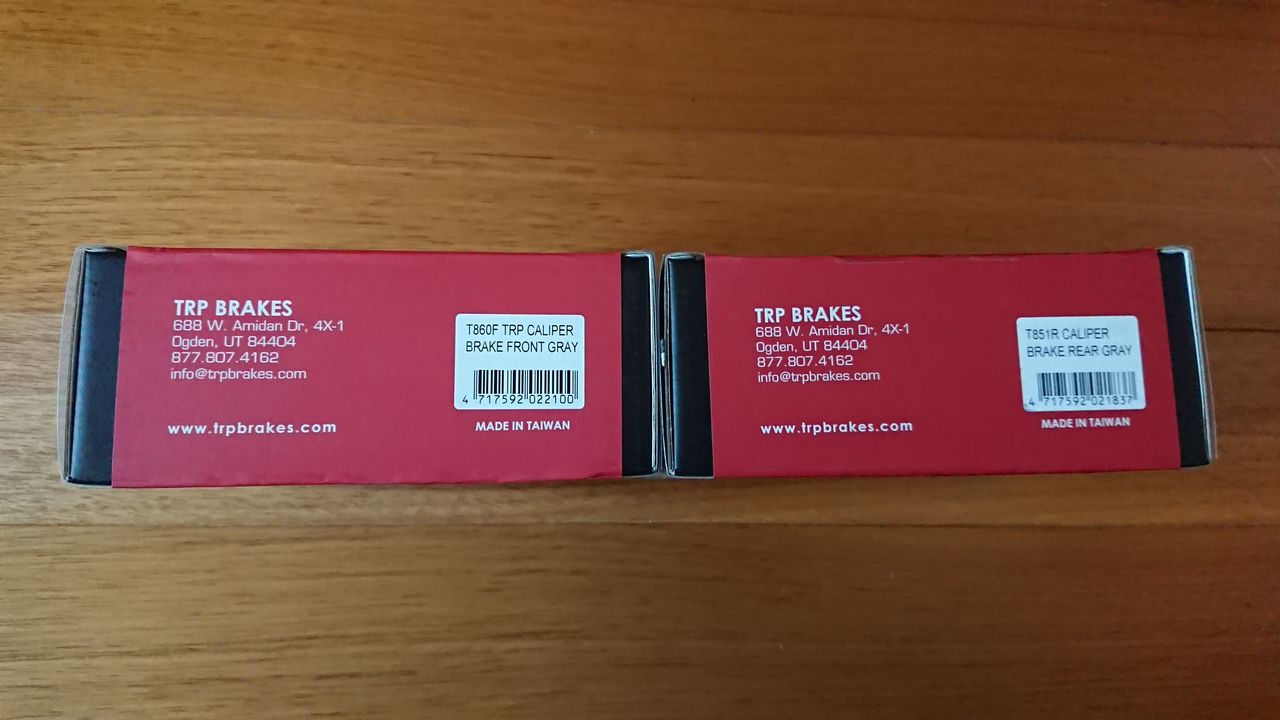 TRP BRAKES
688 W. Amidan Dr, 4X-1
Ogden, UT 84404
877.807.4162
info@trpbrakes.com
www.trpbrakes.com
T860F TRP CALIPER
BRAKE FRONT GRAY
4 717592 022100
MADE IN TAIWAN
TRP BRAKES
688 W. Amidan Dr, 4X-1
Ogden, UT 84404
877.807.4162
info@trpbrakes.com
www.trpbrakes.com
T851R CALIPER
BRAKE REAR GRAY
4 717592 021837
MADE IN TAIWAN